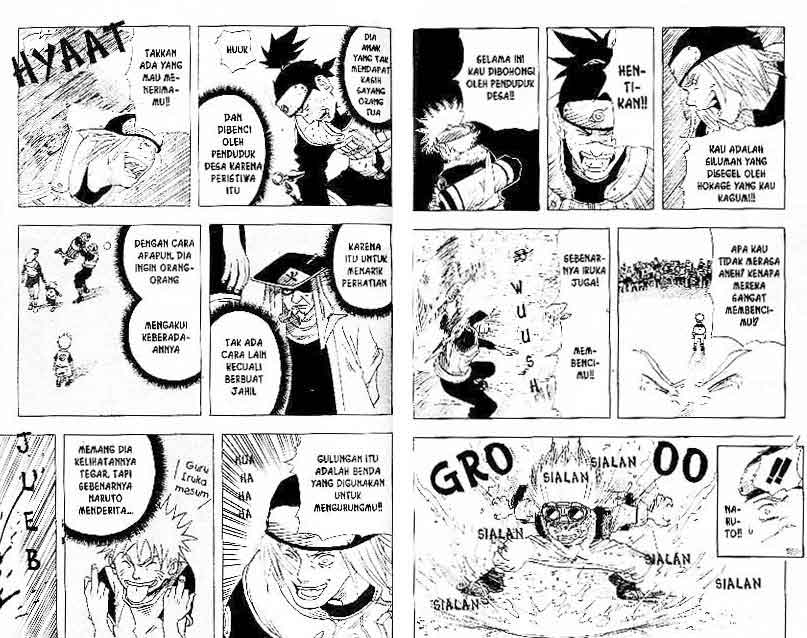 KAU ADALAH
SILUMAN YANG
DISEGEL OLEH
HOKAGE YANG KAU
KAGUMI!!!
HEN-
TI-
KAN!!
SELAMA INI
KAU DIBOHONGI
OLEH PENDUDUK
DESA!!
APA KAU
TIDAK MERASA
ANEH? KENAPA
MEREKA
SANGAT
MEMBENCI-
MU!?
SEBENAR-
NYA IRUKA
JUGA!
MEM-
BENCI-
MU!!
WUUSH
!!
NA-
RU-
TO!!
GROOO
SIALAN
SIALAN
SIALAN
SIALAN
SIALAN
SIALAN
DIA
ANAK
YANG TAK
MENDAPAT
KASIH
SAYANG
ORANG
TUA
HUUK
DAN
DIBENCI
OLEH
PENDUDUK
DESA KARENA
PERISTIWA
ITU
TAKKAN
ADA YANG
MAU ME-
NERIMA-
MU!!
HYAAT
KARENA
ITU UNTUK
MENARIK
PERHATIAN
TAK ADA
CARA LAIN
KECUALI
BERBUAT
JAHIL
DENGAN CARA
APAPUN, DIA
INGIN ORANG-
ORANG
MENGAKUI
KEBERADA-
ANNYA
GULUNGAN ITU
ADALAH BENDA
YANG DIGUNAKAN
UNTUK
MENGURUNGMU!!
HUA
HA
HA
HA
MEMANG DIA
KELIHATANNYA
TEGAR, TAPI
SEBENARNYA
NARUTO
MENDERITA...
Guru
Iruka
mesum
JUEB